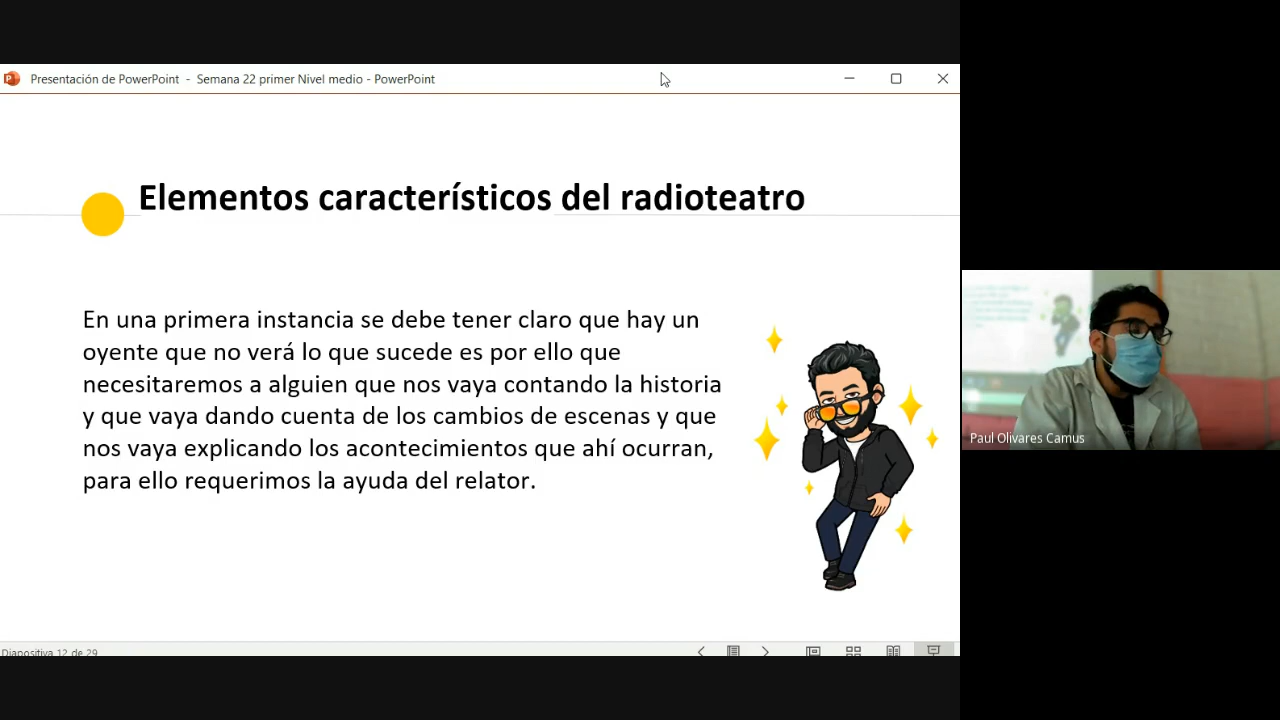 Presentación de PowerPoint - Semana 22 primer Nivel medio - PowerPoint
Elementos característicos del radioteatro
En una primera instancia se debe tener claro que hay un
oyente que no verá lo que sucede es por ello que
necesitaremos a alguien que nos vaya contando la historia
y que vaya dando cuenta de los cambios de escenas y que
nos vaya explicando los acontecimientos que ahí ocurran,
para ello requerimos la ayuda del relator.
Paul Olivares Camus
Diapositiva 12 de 29